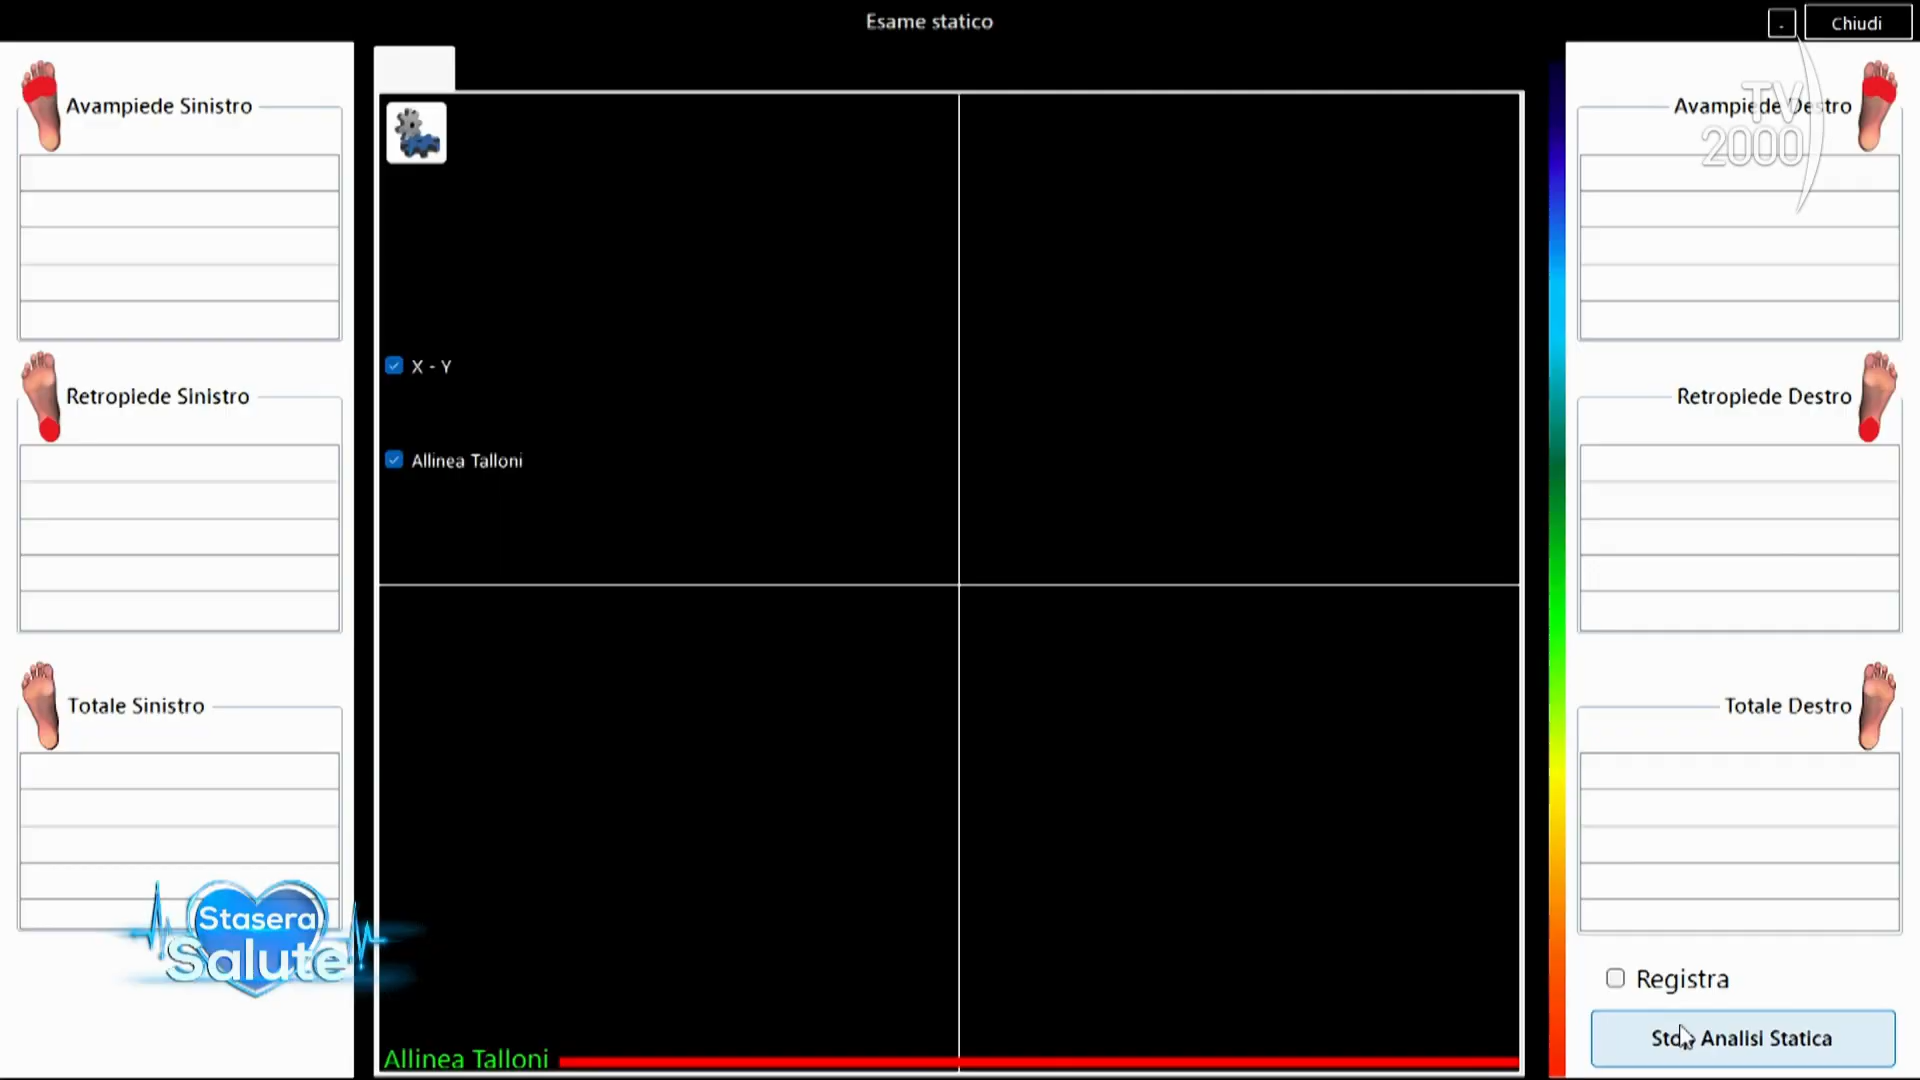 Esame statico
-
Chiudi
Avampiede Sinistro
Avampiede Destro
TV
2000
X - Y
Retropiede Sinistro
Retropiede Destro
Allinea Talloni
Totale Sinistro
Totale Destro
Stasera
Salute
Registra
Stop Analisi Statica
Allinea Talloni